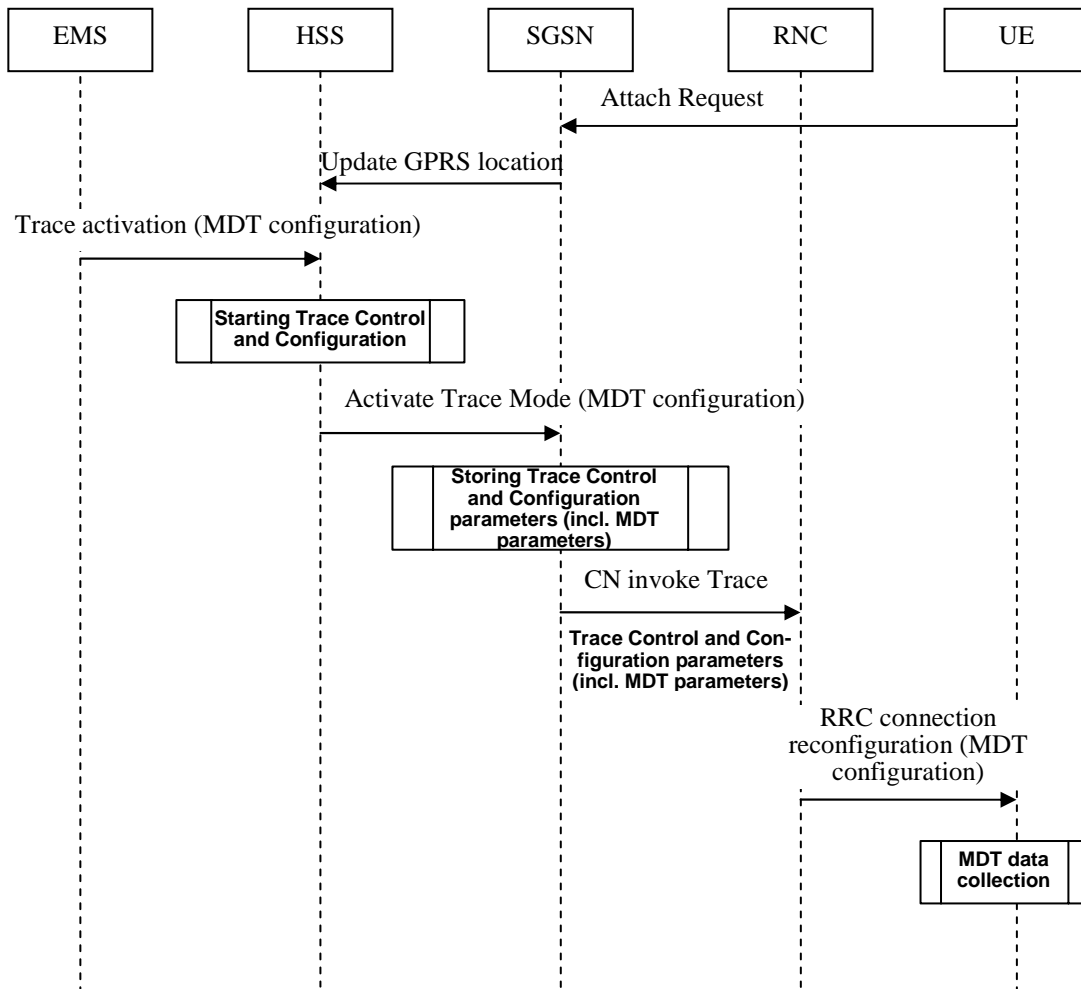 EMS
HSS
SGSN
RNC
UE
Attach Request
Update GPRS location
Trace activation (MDT configuration)
Starting Trace Control
and Configuration
Activate Trace Mode (MDT configuration)
Storing Trace Control
and Configuration
parameters (incl. MDT
parameters)
CN invoke Trace
Trace Control and Con-
figuration parameters
(incl. MDT parameters)
RRC connection
reconfiguration (MDT
configuration)
MDT data
collection